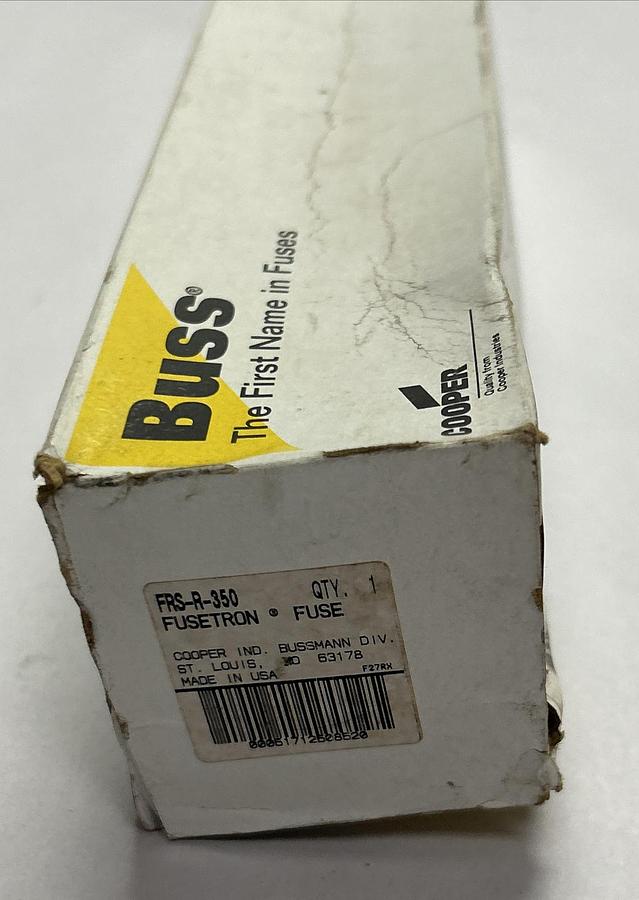 Buss®
The First Name in Fuses
COOPER
Quality from
Cooper Industries
FRS-R-350 QTY. 1
FUSETRON ® FUSE
COOPER IND. BUSSMANN DIV.
ST. LOUIS, MO 63178
F27RX
MADE IN USA